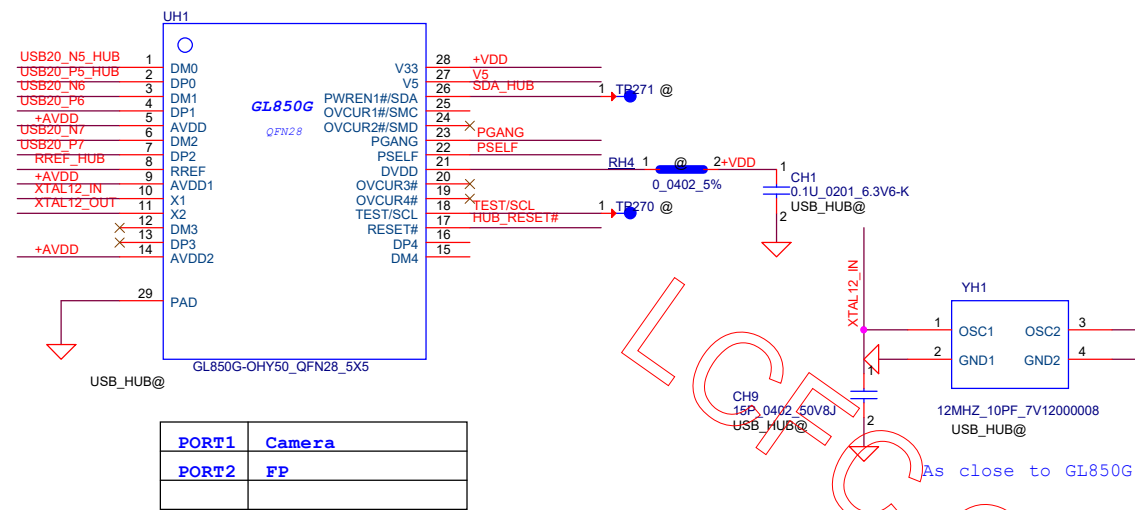 UH1
USB20_N5_HUB 1 DM0
USB20_P5_HUB 2 DP0
USB20_N6 3 DM1
USB20_P6 4 DP1
+AVDD 5 AVDD
USB20_N7 6 DM2
USB20_P7 7 DP2
RREF_HUB 8 RREF
+AVDD 9 AVDD1
XTAL12_IN 10 X1
XTAL12_OUT 11 X2
12 DM3
13 DP3
+AVDD 14 AVDD2
29 PAD
GL850G
QFN28
V33 28 +VDD
V5 27 V5
PWREN1#/SDA 26 SDA_HUB 1 TP271 @
OVCUR1#/SMC 25
OVCUR2#/SMD 24
PGANG 23 PGANG
PSELF 22 PSELF
DVDD 21 RH4 1 @ 2 +VDD
0_0402_5%
OVCUR3# 20
OVCUR4# 19
TEST/SCL 18 TEST/SCL 1 TP270 @
RESET# 17 HUB_RESET#
DP4 16
DM4 15
GL850G-OHY50_QFN28_5X5
USB_HUB@
1
CH1
0.1U_0201_6.3V6-K
USB_HUB@
2
XTAL12_IN
YH1
1 OSC1 OSC2 3
2 GND1 GND2 4
12MHZ_10PF_7V12000008
USB_HUB@
1
CH9
15P_0402_50V8J
USB_HUB@
2
As close to GL850G
PORT1 Camera
PORT2 FP
LCFC